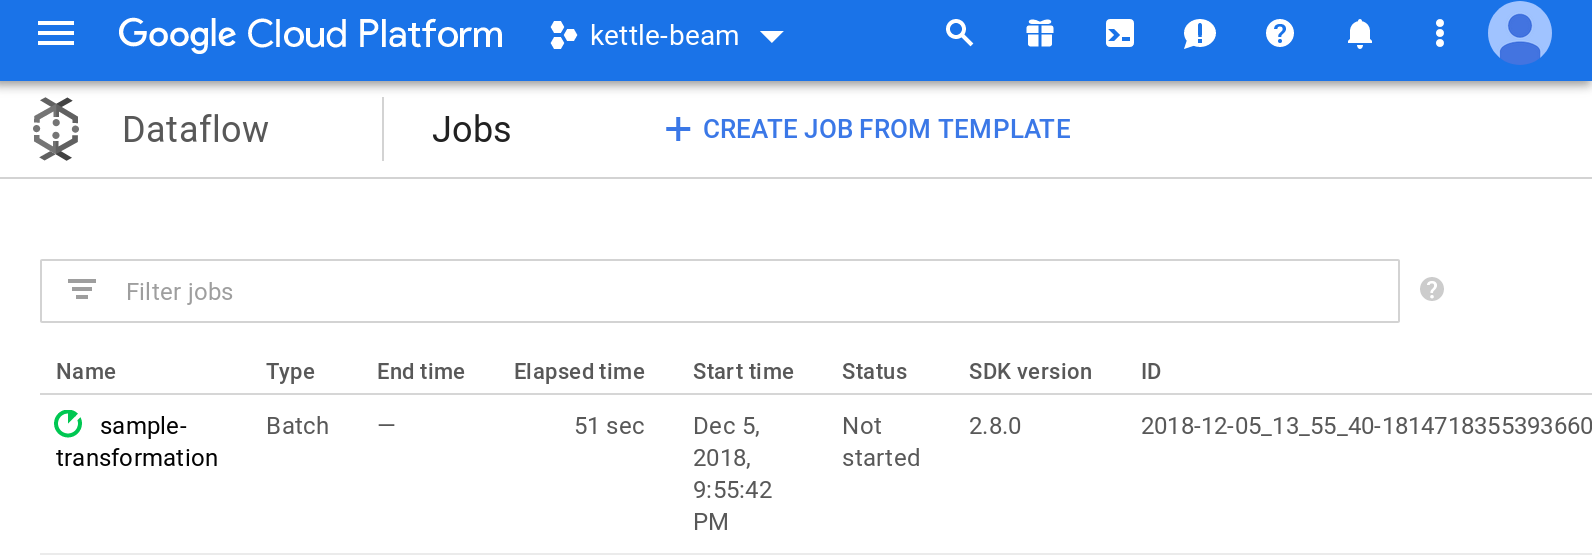 Google Cloud Platform kettle-beam
Dataflow Jobs CREATE JOB FROM TEMPLATE
Filter jobs
Name Type End time Elapsed time Start time Status SDK version ID
sample- Batch — 51 sec Dec 5, Not 2.8.0 2018-12-05_13_55_40-1814718355393660
transformation 2018, started
9:55:42
PM